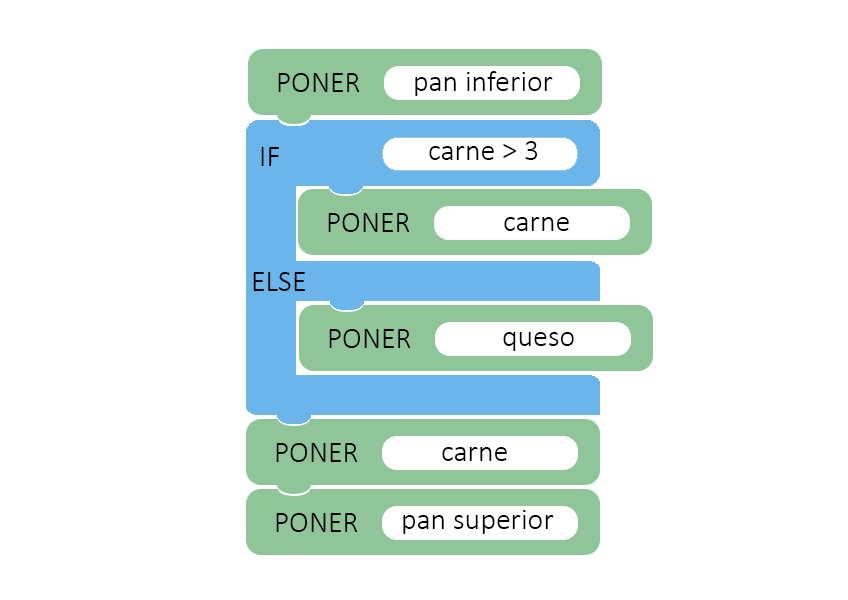 PONER pan inferior
IF carne > 3
PONER carne
ELSE
PONER queso
PONER carne
PONER pan superior